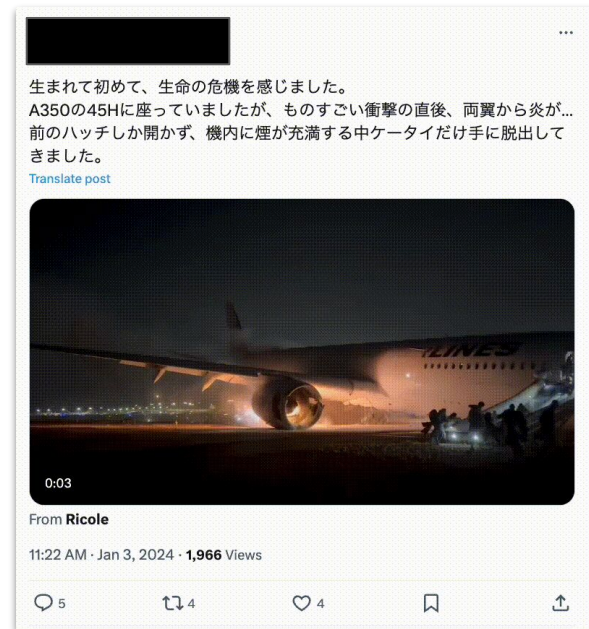 生まれて初めて、生命の危機を感じました。
A350の45Hに座っていましたが、ものすごい衝撃の直後、両翼から炎が...
前のハッチしか開かず、機内に煙が充満する中ケータイだけ手に脱出して
きました。
Translate post
LINES
0:03
From Ricole
11:22 AM · Jan 3, 2024 · 1,966 Views
5 4 4